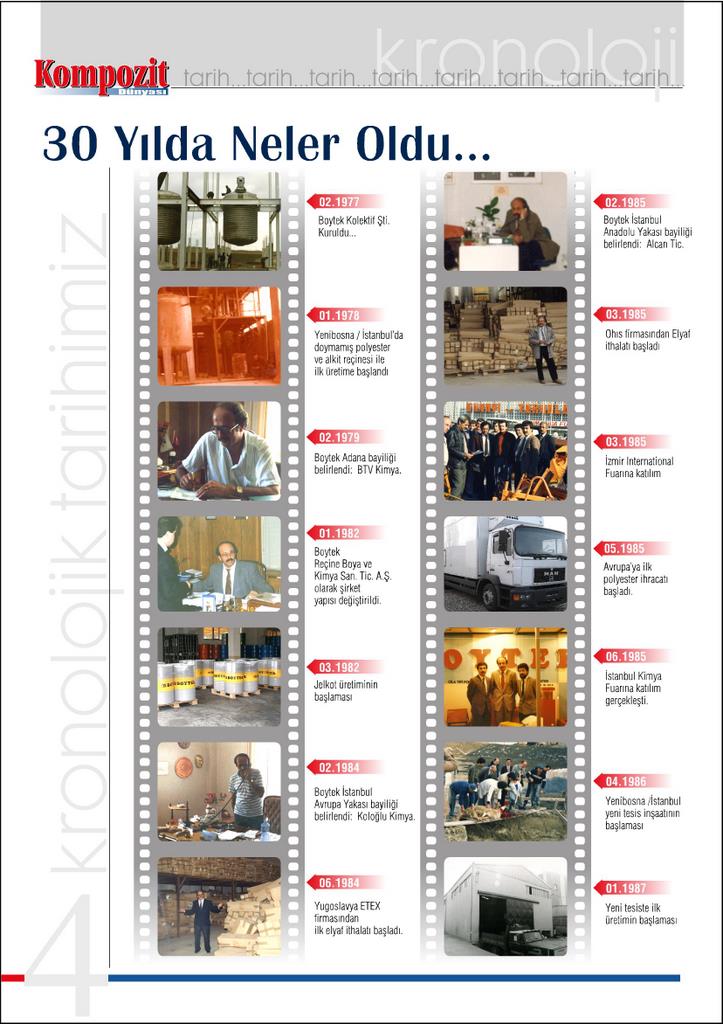 kronoloji
Kompozit
Dünyası
tarih...tarih...tarih...tarih...tarih...tarih...tarih...tarih...
30 Yılda Neler Oldu...
kronolojik tarihimiz
02.1977
Boytek Kolektif Şti.
Kuruldu...
01.1978
Yenibosna / İstanbul'da
doymamış polyester
ve alkit reçinesi ile
ilk üretime başlandı
02.1979
Boytek Adana bayiliği
belirlendi: BTV Kimya.
01.1982
Boytek
Reçine Boya ve
Kimya San. Tic. A.Ş.
olarak şirket
yapısı değiştirildi.
03.1982
Jelkot üretiminin
başlaması
02.1984
Boytek İstanbul
Avrupa Yakası bayiliği
belirlendi: Koloğlu Kimya.
06.1984
Yugoslavya ETEX
firmasından
ilk elyaf ithalatı başladı.
02.1985
Boytek İstanbul
Anadolu Yakası bayiliği
belirlendi: Alcan Tic.
03.1985
Ohıs firmasından Elyaf
ithalatı başladı
03.1985
İzmir International
Fuarına katılım
05.1985
Avrupa'ya ilk
polyester ihracatı
başladı.
MAN
06.1985
İstanbul Kimya
Fuarına katılım
gerçekleşti.
BOYTEK
04.1986
Yenibosna /İstanbul
yeni tesis inşaatının
başlaması
01.1987
Yeni tesiste ilk
üretimin başlaması
4